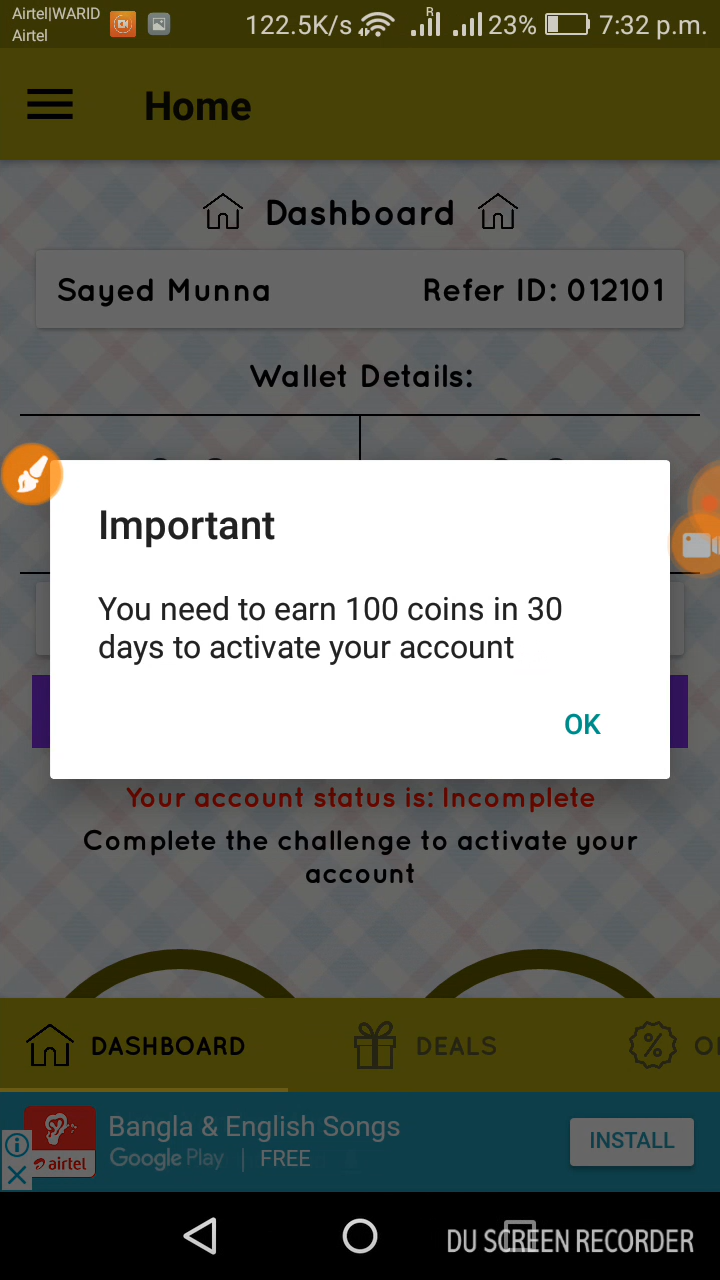 Airtel|WARID
Airtel
122.5K/s
R
23%
7:32 p.m.
Home
Dashboard
Sayed Munna
Refer ID: 012101
Wallet Details:
Important
You need to earn 100 coins in 30
days to activate your account
OK
Your account status is: Incomplete
Complete the challenge to activate your
account
DASHBOARD
DEALS
Bangla & English Songs
Google Play | FREE
INSTALL
airtel
DU SCREEN RECORDER